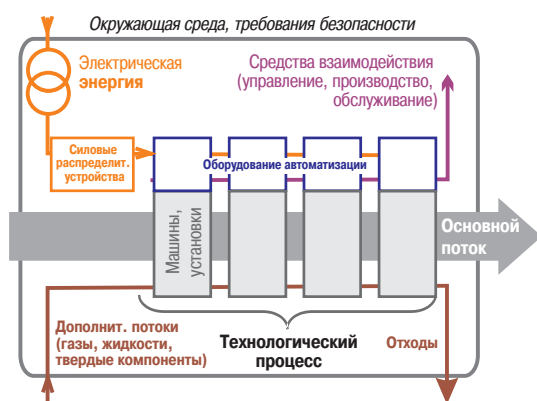 Окружающая среда, требования безопасности
Электрическая
энергия
Средства взаимодействия
(управление, производство,
обслуживание)
Силовые
распределит.
устройства
Оборудование автоматизации
Машины,
установки
Основной
поток
Дополнит. потоки
(газы, жидкости,
твердые компоненты)
Технологический
процесс
Отходы